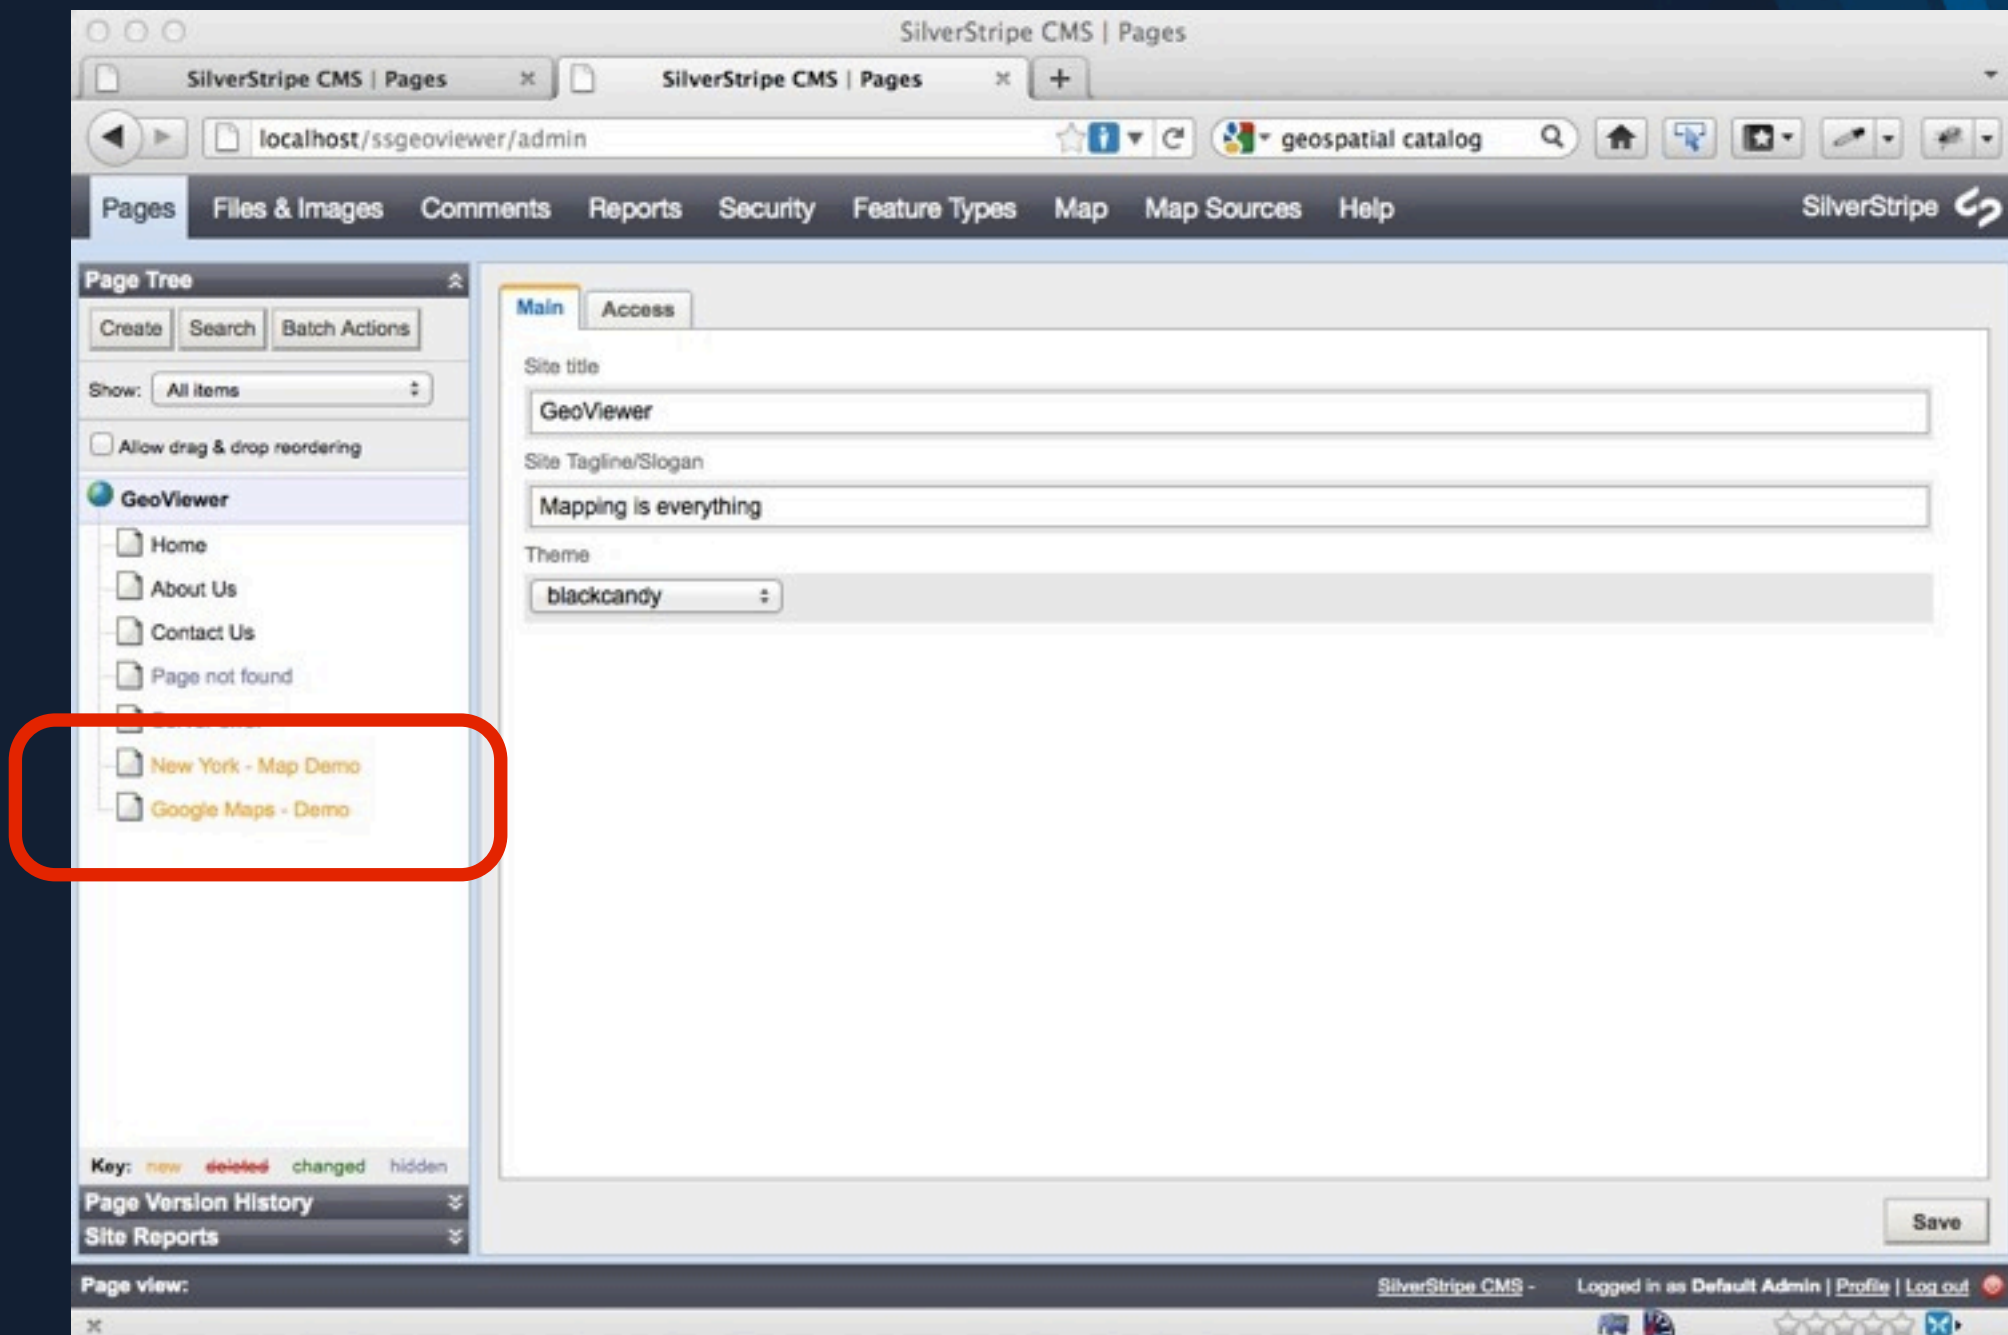 SilverStripe CMS | Pages
SilverStripe CMS | Pages
SilverStripe CMS | Pages
localhost/ssgeoviewer/admin
geospatial catalog
Pages Files & Images Comments Reports Security Feature Types Map Map Sources Help
SilverStripe
Page Tree
Create Search Batch Actions
Show: All items
Allow drag & drop reordering
GeoViewer
Home
About Us
Contact Us
Page not found
New York - Map Demo
Google Maps - Demo
Key: new deleted changed hidden
Page Version History
Site Reports
Main Access
Site title
GeoViewer
Site Tagline/Slogan
Mapping is everything
Theme
blackcandy
Save
Page view:
SilverStripe CMS - Logged in as Default Admin | Profile | Log out